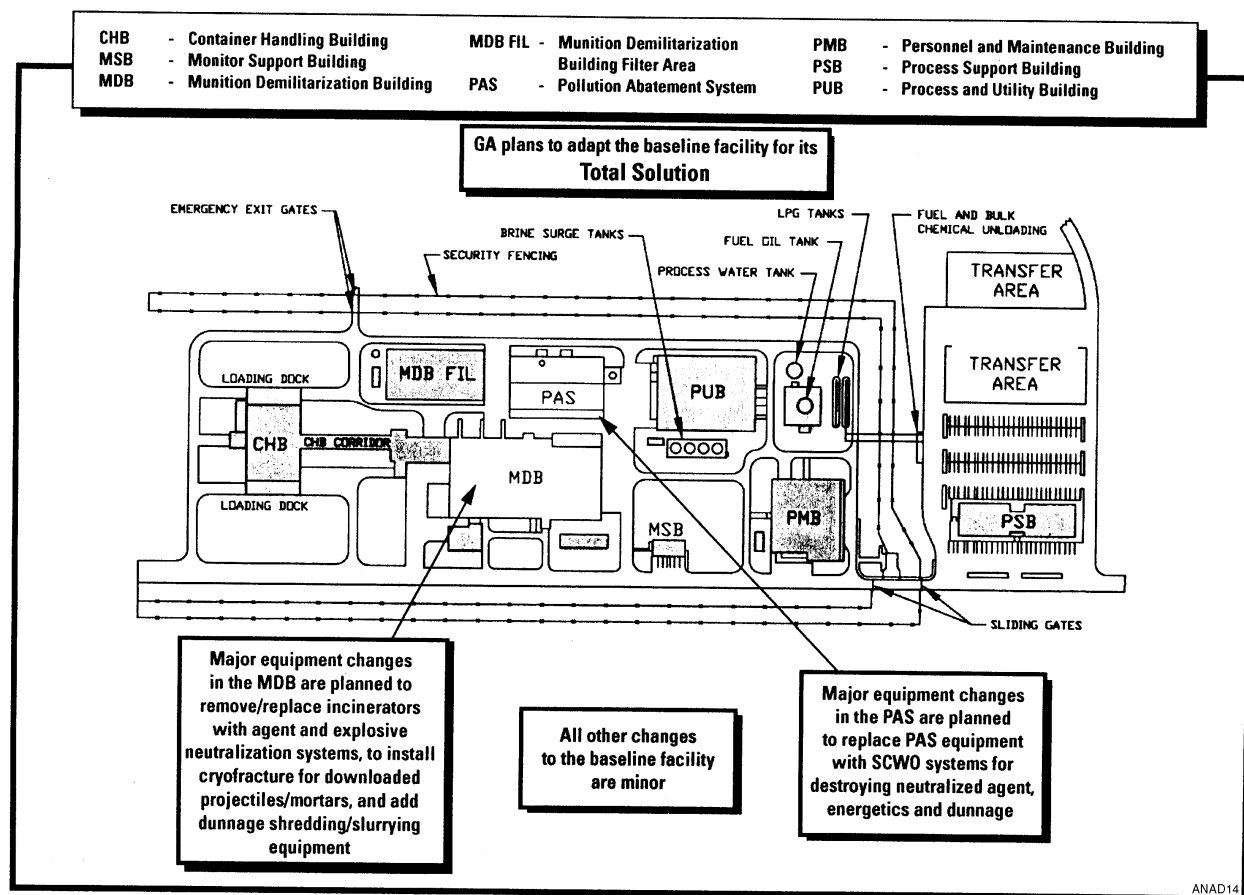 CHB - Container Handling Building
MSB - Monitor Support Building
MDB - Munition Demilitarization Building
MDB FIL - Munition Demilitarization
Building Filter Area
PAS - Pollution Abatement System
PMB - Personnel and Maintenance Building
PSB - Process Support Building
PUB - Process and Utility Building
GA plans to adapt the baseline facility for its
Total Solution
EMERGENCY EXIT GATES
SECURITY FENCING
BRINE SURGE TANKS
PROCESS WATER TANK
FUEL OIL TANK
LPG TANKS
FUEL AND BULK
CHEMICAL UNLOADING
TRANSFER
AREA
TRANSFER
AREA
LOADING DOCK
MDB FIL
PAS
PUB
CHB
CHB CORRIDOR
MDB
LOADING DOCK
MSB
PMB
PSB
SLIDING GATES
Major equipment changes
in the MDB are planned to
remove/replace incinerators
with agent and explosive
neutralization systems, to install
cryofracture for downloaded
projectiles/mortars, and add
dunnage shredding/slurrying
equipment
All other changes
to the baseline facility
are minor
Major equipment changes
in the PAS are planned
to replace PAS equipment
with SCWO systems for
destroying neutralized agent,
energetics and dunnage
ANAD14